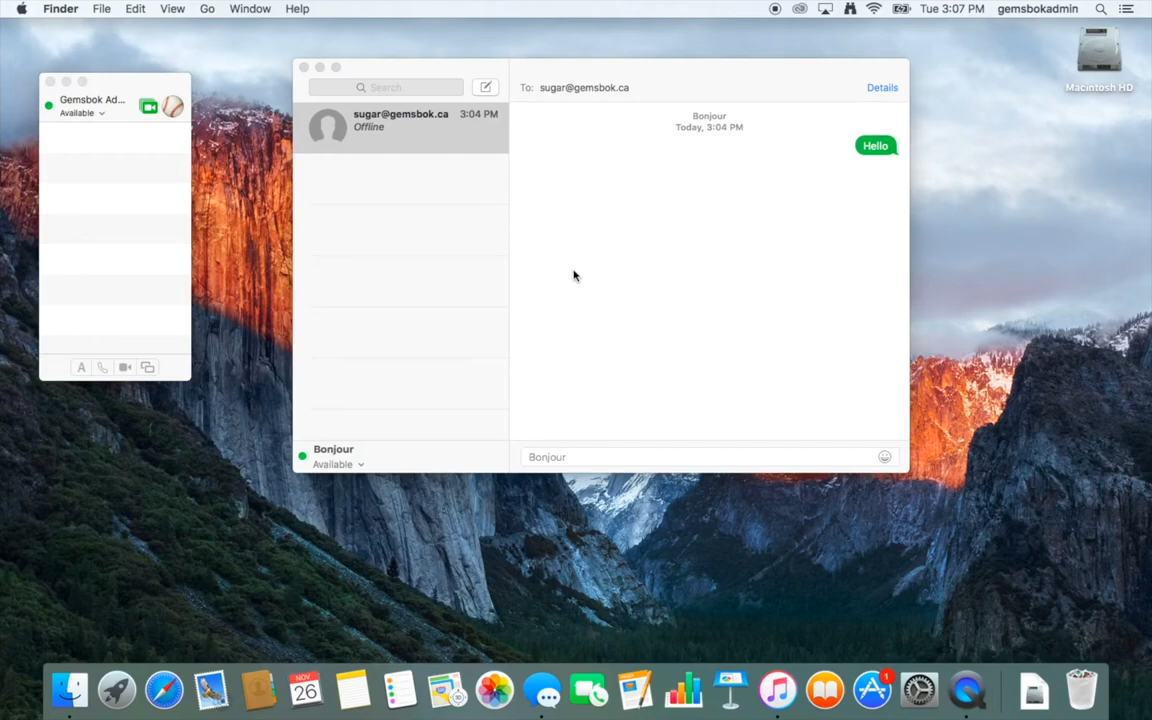 Finder File Edit View Go Window Help
Tue 3:07 PM gemsbokadmin
Macintosh HD
Gemsbok Ad...
Available
A
Search
sugar@gemsbok.ca 3:04 PM
Offline
Bonjour
Available
To: sugar@gemsbok.ca Details
Bonjour
Today, 3:04 PM
Hello
Bonjour
NOV
26
1